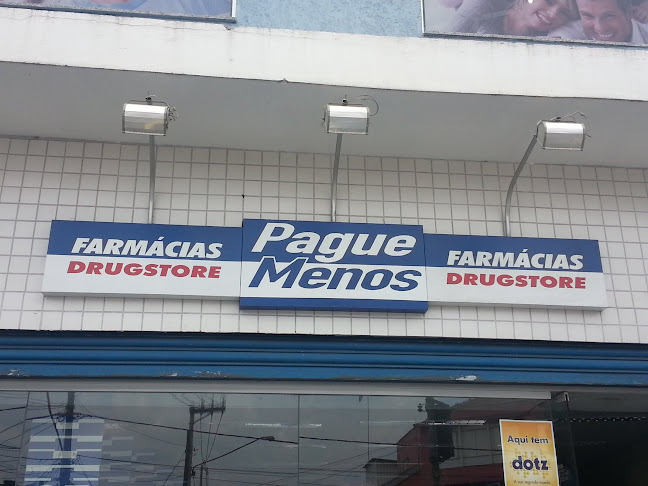 FARMÁCIAS
DRUGSTORE
Pague
Menos
FARMÁCIAS
DRUGSTORE
Aqui tem
dotz